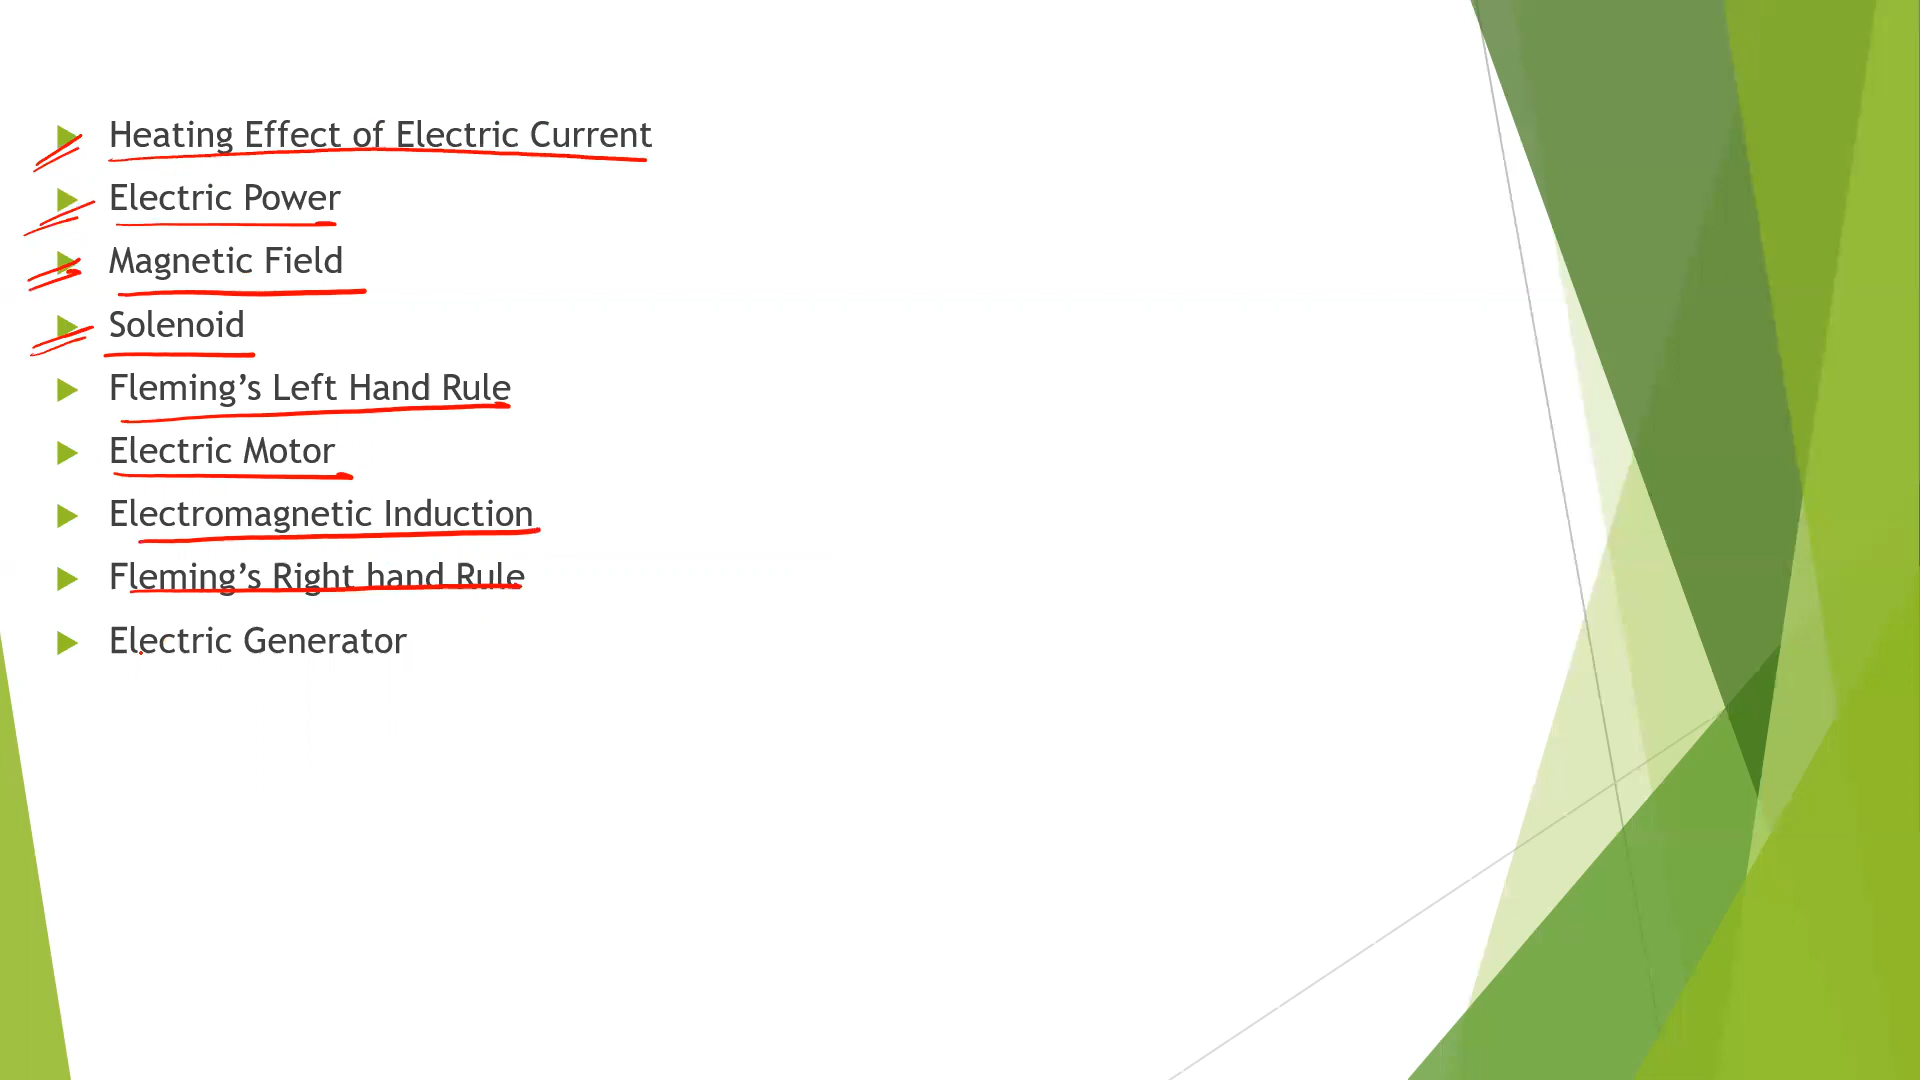 Heating Effect of Electric Current
Electric Power
Magnetic Field
Solenoid
Fleming’s Left Hand Rule
Electric Motor
Electromagnetic Induction
Fleming’s Right hand Rule
Electric Generator